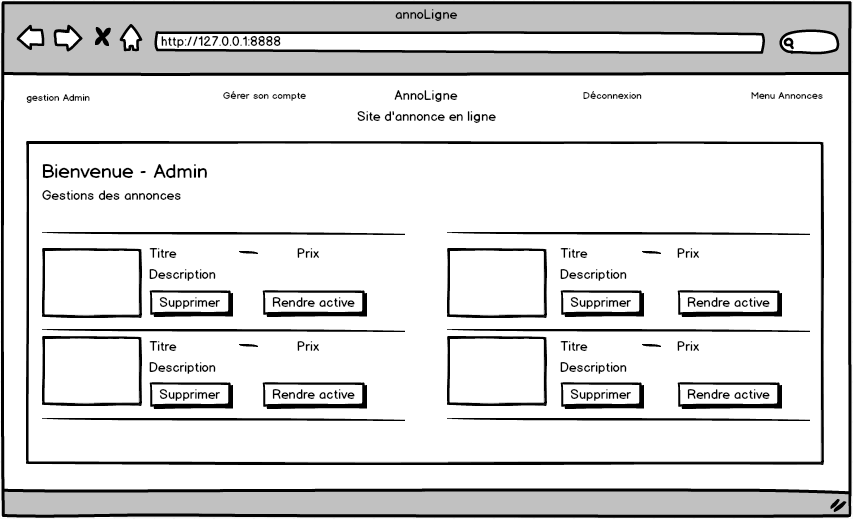 annoLigne
http://127.0.0.1:8888
gestion Admin Gérer son compte AnnoLigne Déconnexion Menu Annonces
Site d'annonce en ligne
Bienvenue - Admin
Gestions des annonces
Titre — Prix Titre — Prix
Description Description
Supprimer Rendre active Supprimer Rendre active
Titre — Prix Titre — Prix
Description Description
Supprimer Rendre active Supprimer Rendre active